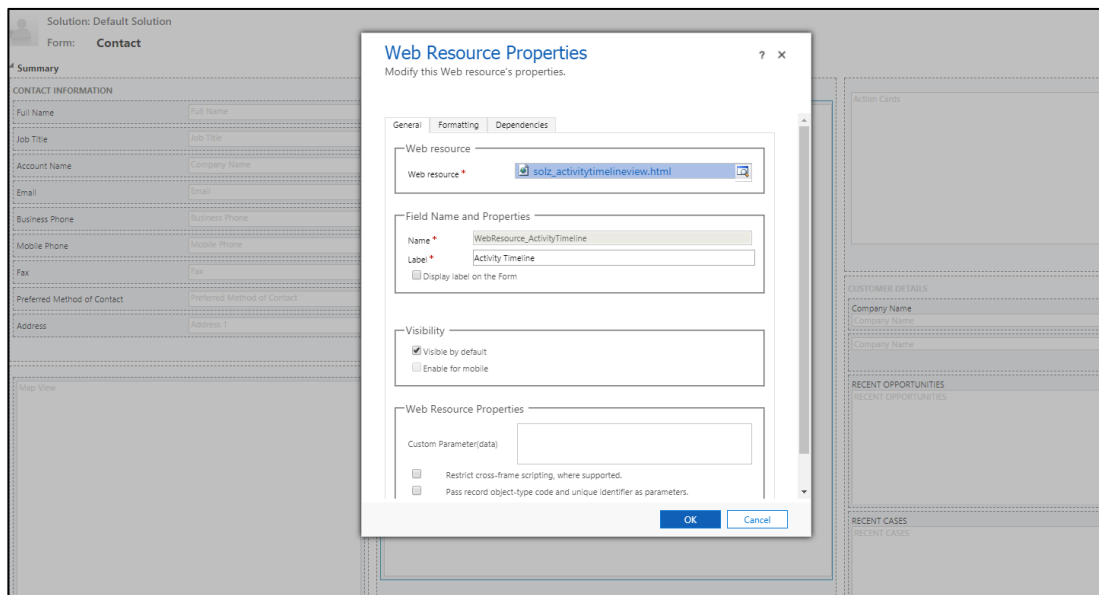 Solution: Default Solution
Form: Contact
Summary
CONTACT INFORMATION
Full Name Full Name
Job Title Job Title
Account Name Company Name
Email Email
Business Phone Business Phone
Mobile Phone Mobile Phone
Fax Fax
Preferred Method of Contact Preferred Method of Contact
Address Address 1
Map View
Web Resource Properties ? ×
Modify this Web resource's properties.
General Formatting Dependencies
Web resource
Web resource * solz_activitytimelineview.html
Field Name and Properties
Name * WebResource_ActivityTimeline
Label * Activity Timeline
Display label on the Form
Visibility
Visible by default
Enable for mobile
Web Resource Properties
Custom Parameter(data)
Restrict cross-frame scripting, where supported.
Pass record object-type code and unique identifier as parameters.
OK Cancel
Action Cards
CUSTOMER DETAILS
Company Name
Company Name
Company Name
RECENT OPPORTUNITIES
RECENT OPPORTUNITIES
RECENT CASES
RECENT CASES